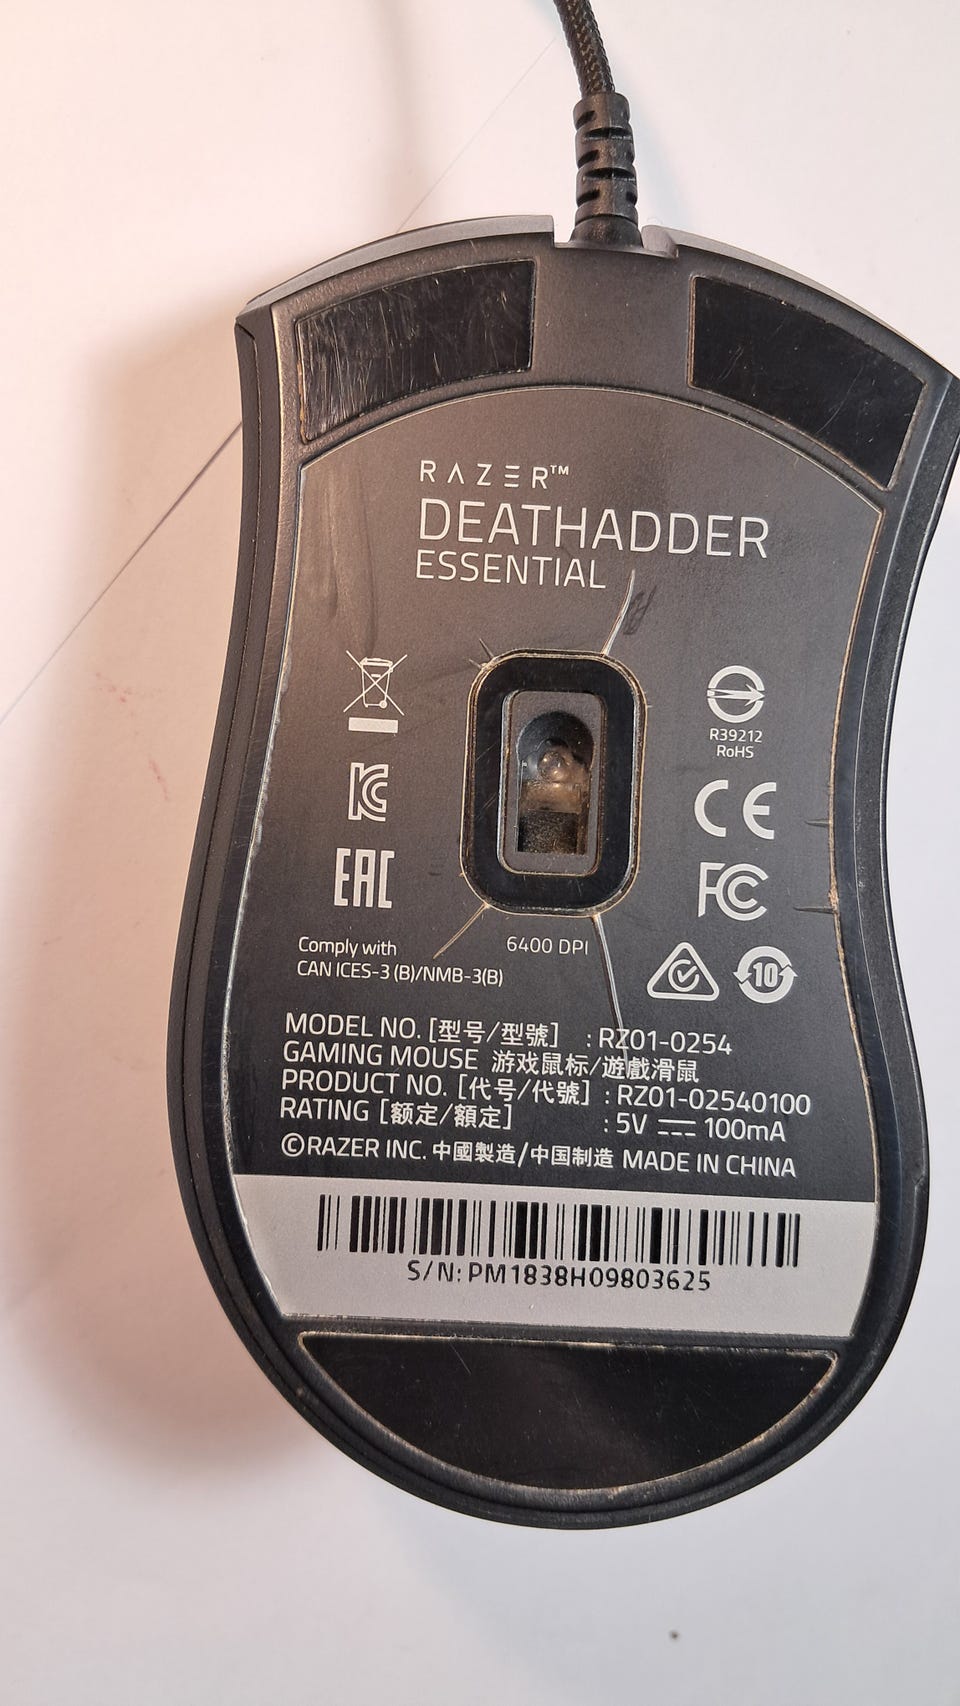 RAZER™
DEATHADDER
ESSENTIAL
R39212
RoHS
CE
FC
EAC
Comply with
CAN ICES-3 (B)/NMB-3(B)
6400 DPI
10
MODEL NO. [型号/型號] : RZ01-0254
GAMING MOUSE 游戏鼠标/遊戲滑鼠
PRODUCT NO. [代号/代號] : RZ01-02540100
RATING [额定/額定] : 5V ⎓ 100mA
©RAZER INC. 中國製造/中国制造 MADE IN CHINA
S/N: PM1838H09803625